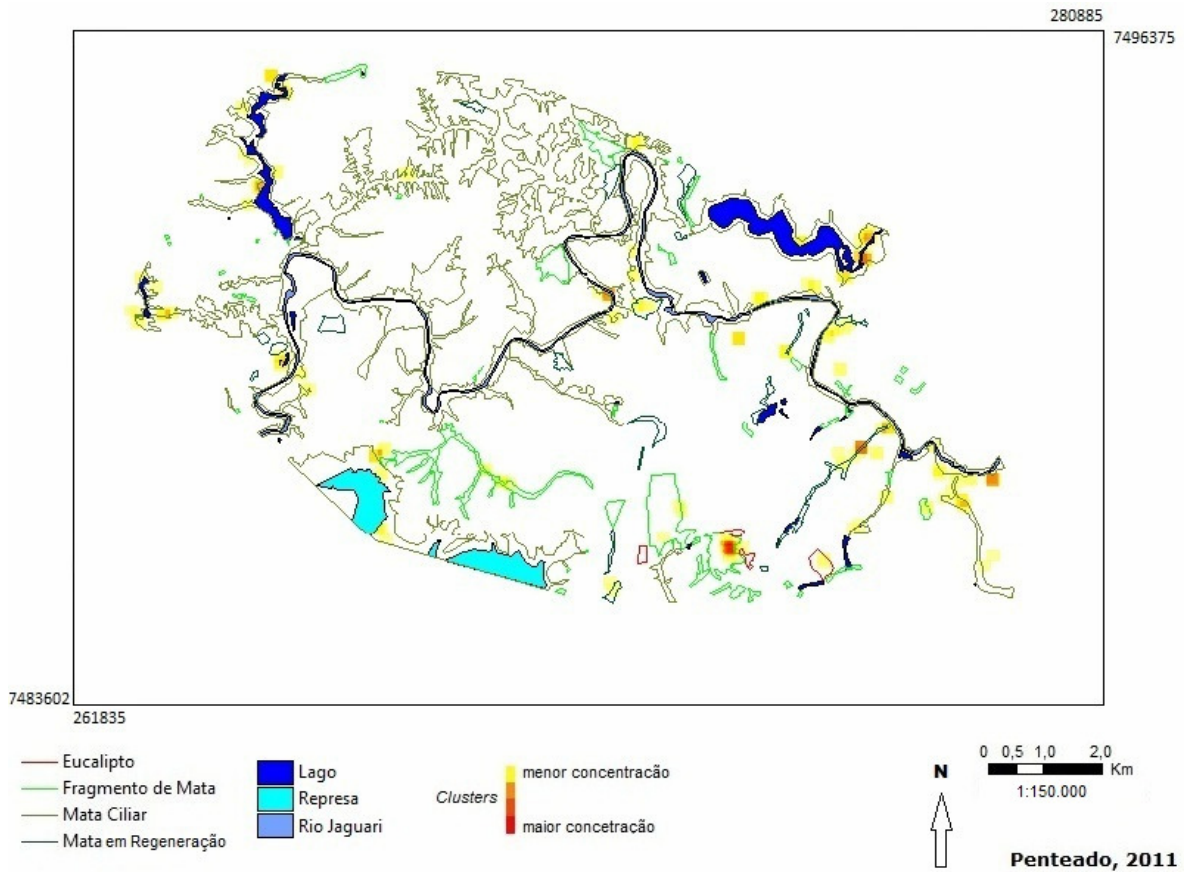 280885
7496375
7483602
261835
Eucalipto
Fragmento de Mata
Mata Ciliar
Mata em Regeneração
Lago
Represa
Rio Jaguari
Clusters
menor concentracão
maior concetração
N
0 0,5 1,0 2,0
Km
1:150.000
Penteado, 2011